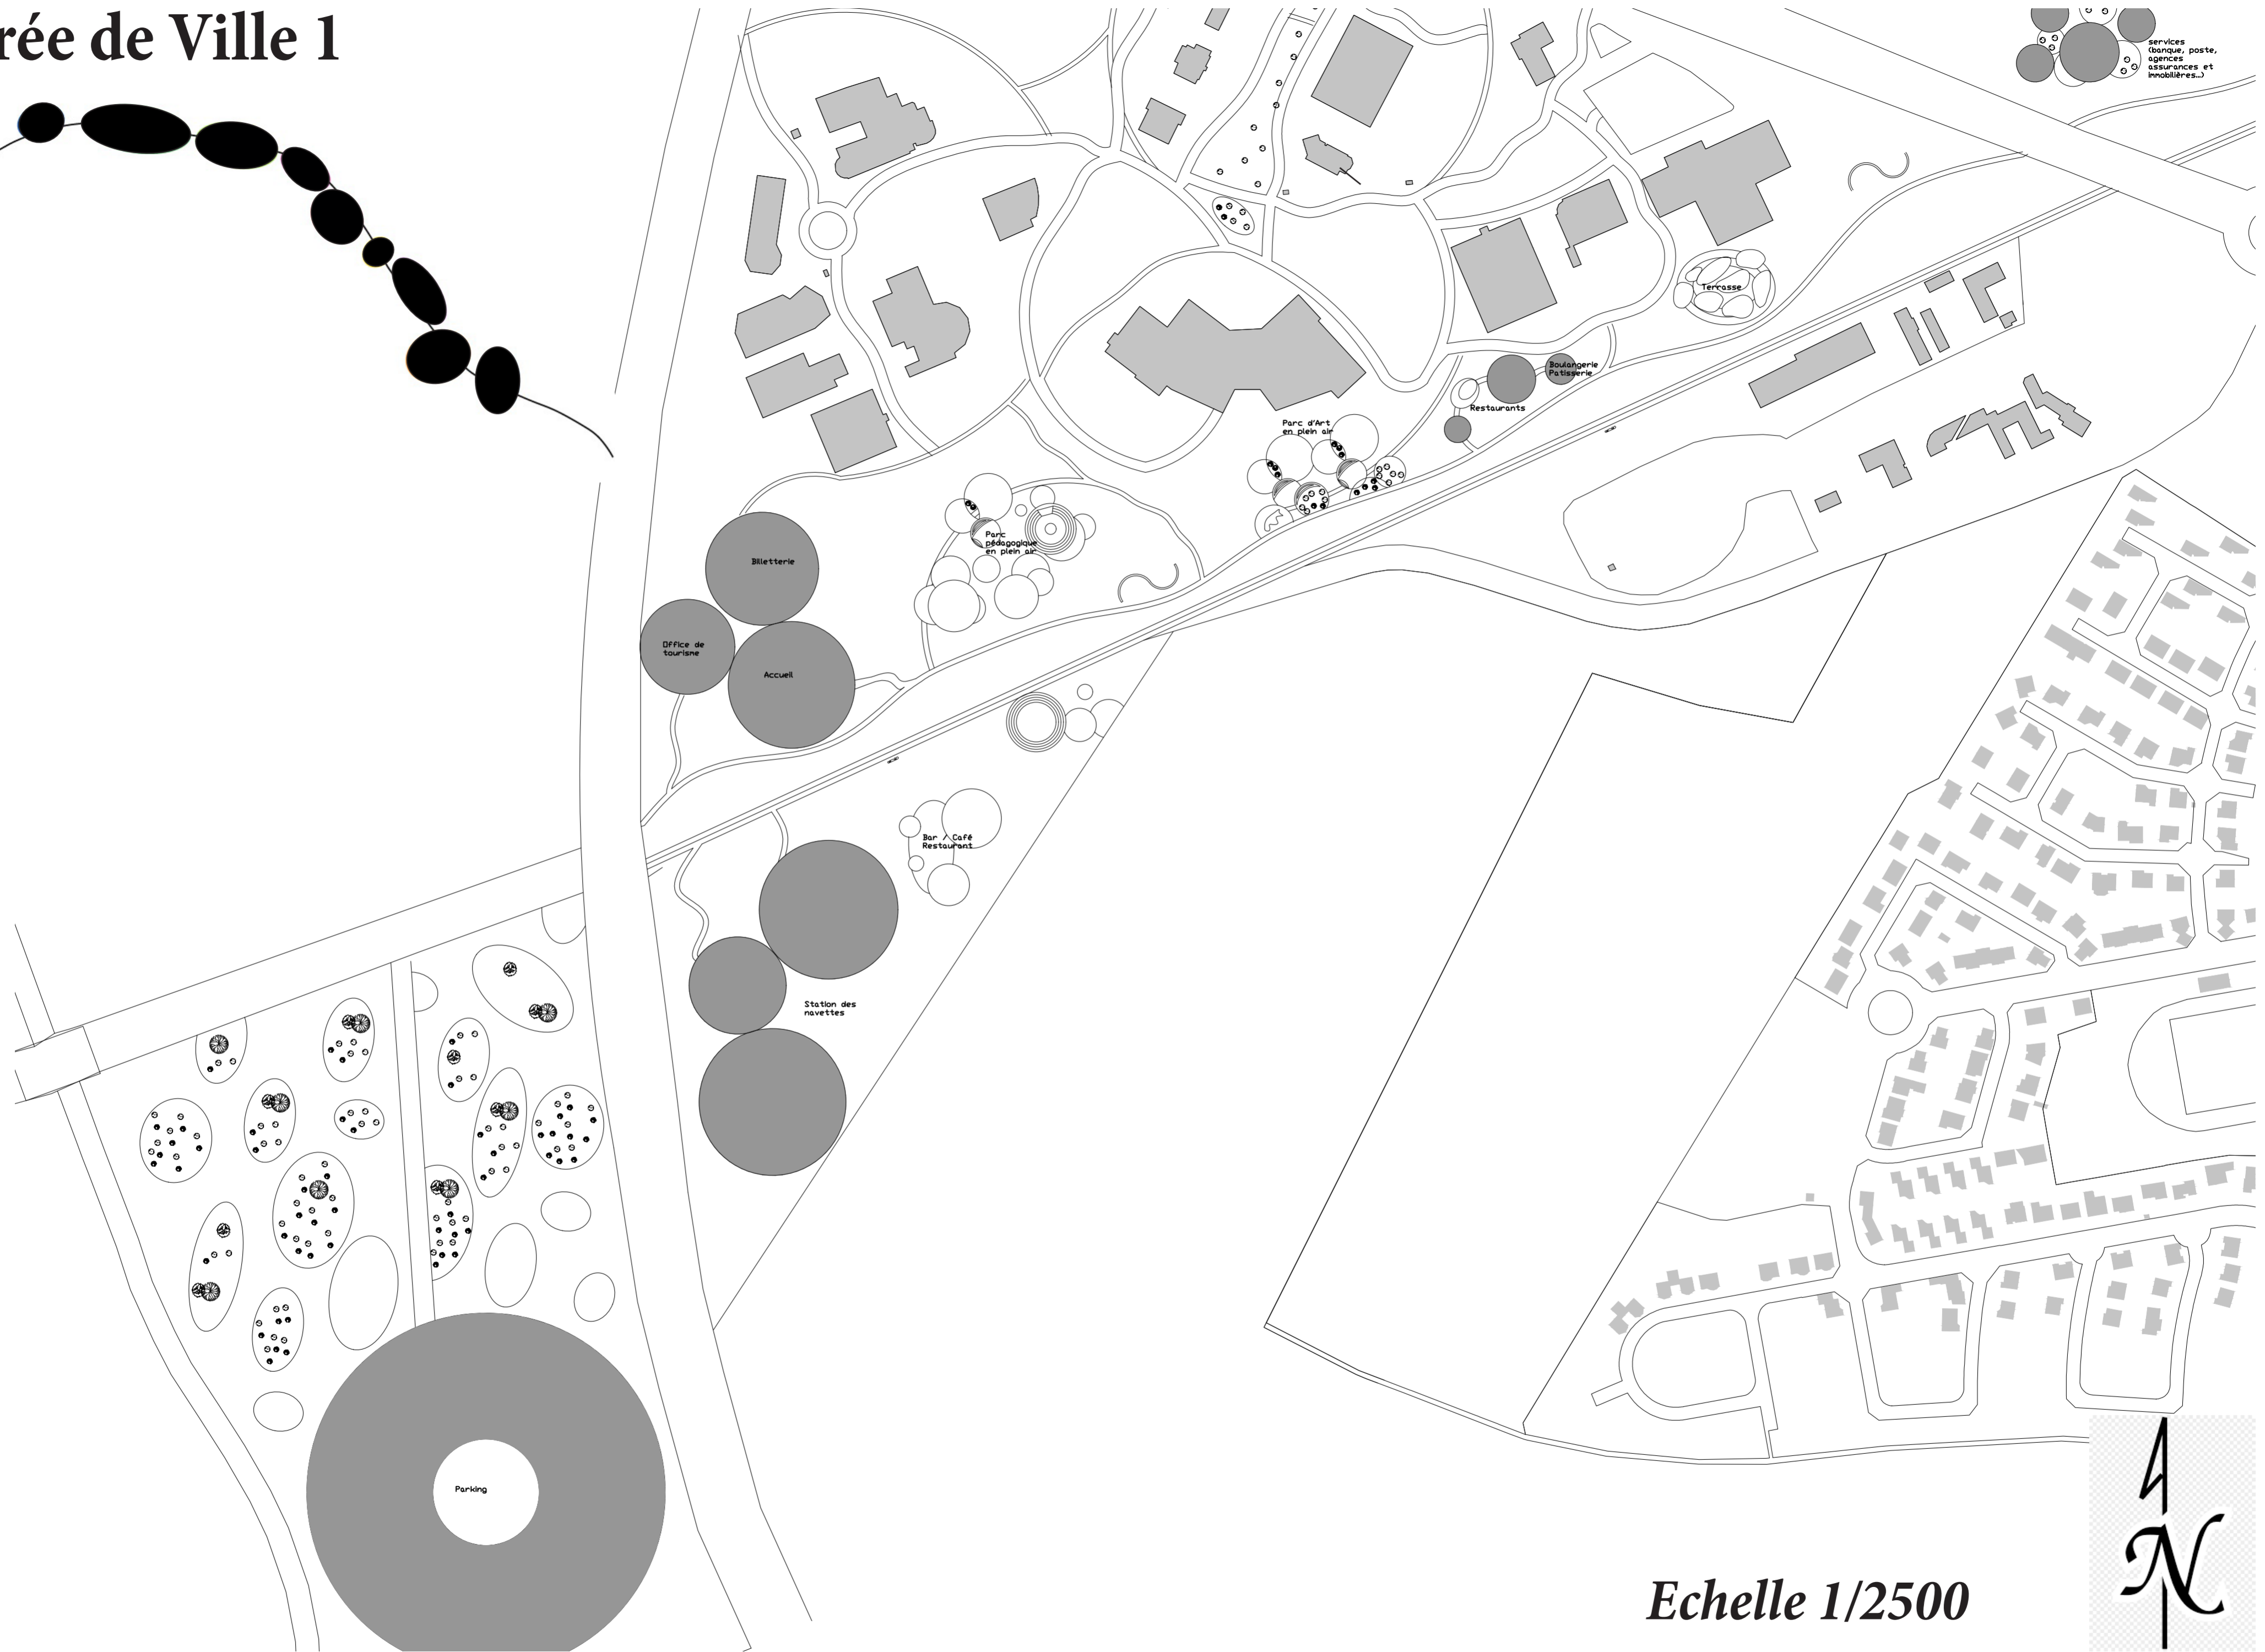 rée de Ville 1
services
(banque, poste,
agences
assurances et
immobilières...)
Terrasse
Boulangerie
Patisserie
Restaurants
Parc d'Art
en plein air
Parc
pédagogique
en plein air
Billetterie
Office de
tourisme
Accueil
Bar / Café
Restaurant
Station des
navettes
Parking
Echelle 1/2500
N